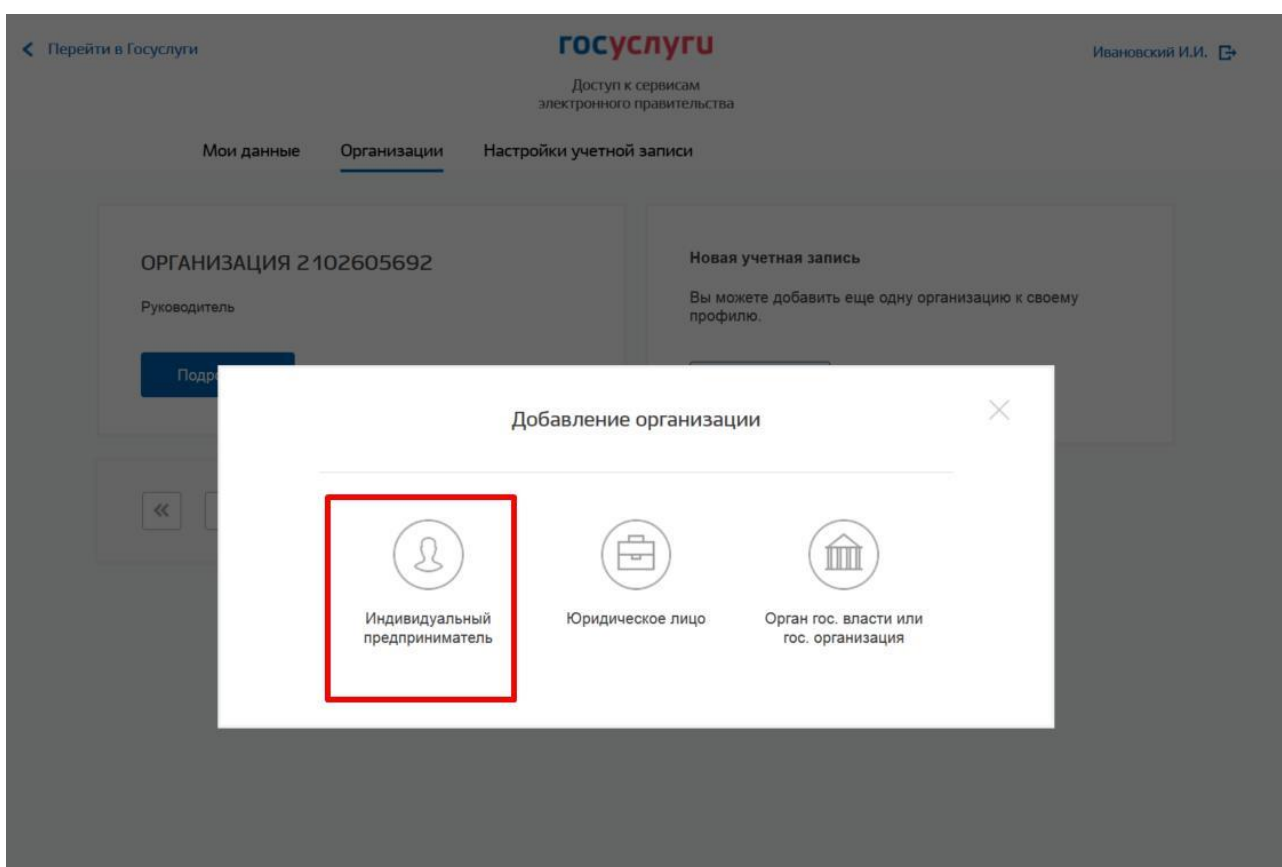 Перейти в Госуслуги
госуслуги
Ивановский И.И.
Доступ к сервисам
электронного правительства
Мои данные Организации Настройки учетной записи
ОРГАНИЗАЦИЯ 2102605692
Руководитель
Новая учетная запись
Вы можете добавить еще одну организацию к своему
профилю.
Добавление организации
Индивидуальный
предприниматель
Юридическое лицо
Орган гос. власти или
гос. организация